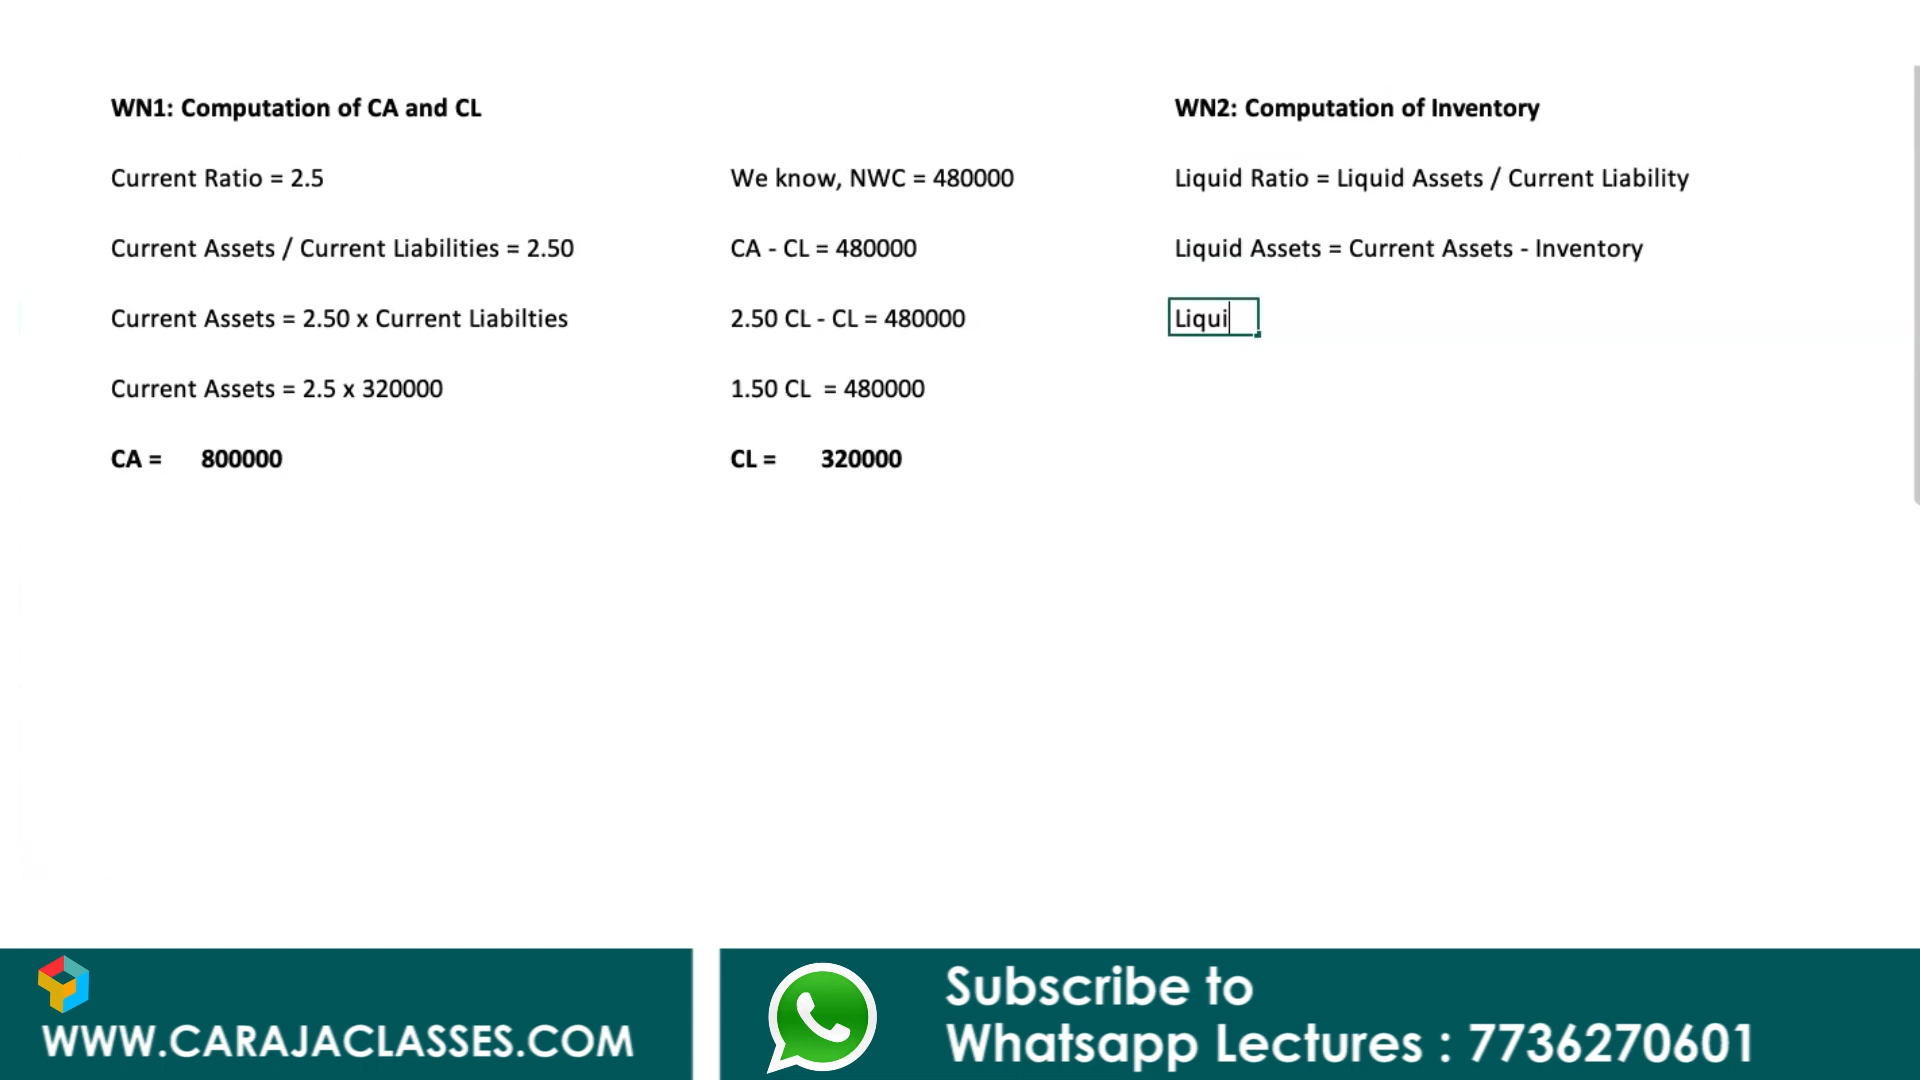 WN1: Computation of CA and CL
Current Ratio = 2.5
Current Assets / Current Liabilities = 2.50
Current Assets = 2.50 x Current Liabilties
Current Assets = 2.5 x 320000
CA = 800000
We know, NWC = 480000
CA - CL = 480000
2.50 CL - CL = 480000
1.50 CL = 480000
CL = 320000
WN2: Computation of Inventory
Liquid Ratio = Liquid Assets / Current Liability
Liquid Assets = Current Assets - Inventory
Liqui
WWW.CARAJACLASSES.COM
Subscribe to
Whatsapp Lectures : 7736270601